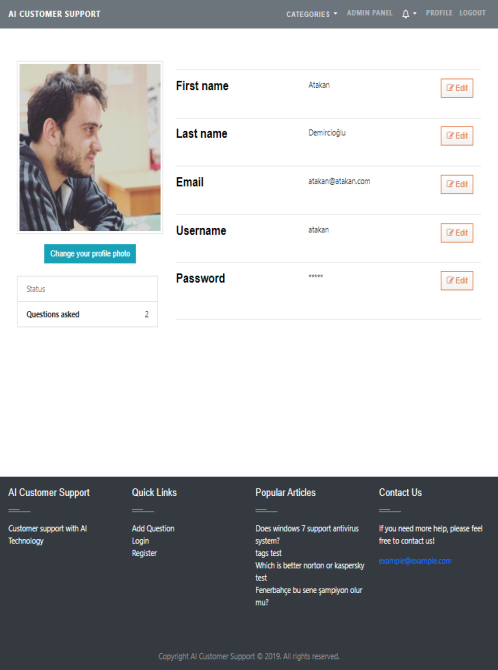 AI CUSTOMER SUPPORT
CATEGORIES ADMIN PANEL PROFILE LOGOUT
First name Atakan Edit
Last name Demircioğlu Edit
Email atakan@atakan.com Edit
Username atakan Edit
Password ***** Edit
Change your profile photo
Status
Questions asked 2
AI Customer Support
Customer support with AI
Technology
Quick Links
Add Question
Login
Register
Popular Articles
Does windows 7 support antivirus
system?
tags test
Which is better norton or kaspersky
test
Fenerbahçe bu sene şampiyon olur
mu?
Contact Us
If you need more help, please feel
free to contact us!
example@example.com
Copyright AI Customer Support © 2019. All rights reserved.